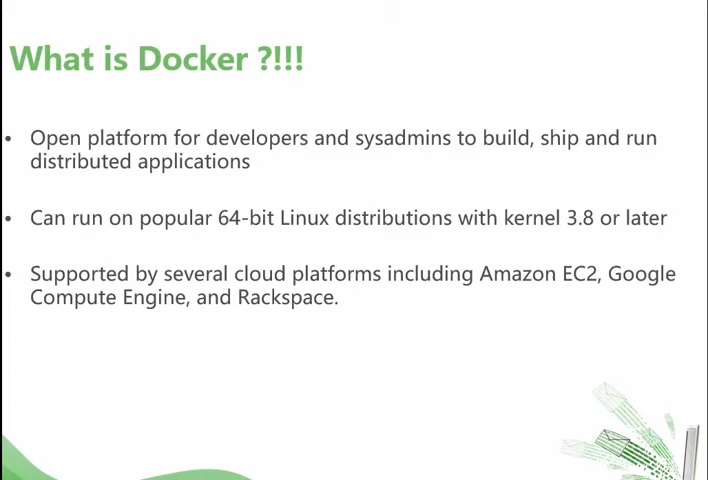 What is Docker ?!!!
• Open platform for developers and sysadmins to build, ship and run
distributed applications
• Can run on popular 64-bit Linux distributions with kernel 3.8 or later
• Supported by several cloud platforms including Amazon EC2, Google
Compute Engine, and Rackspace.